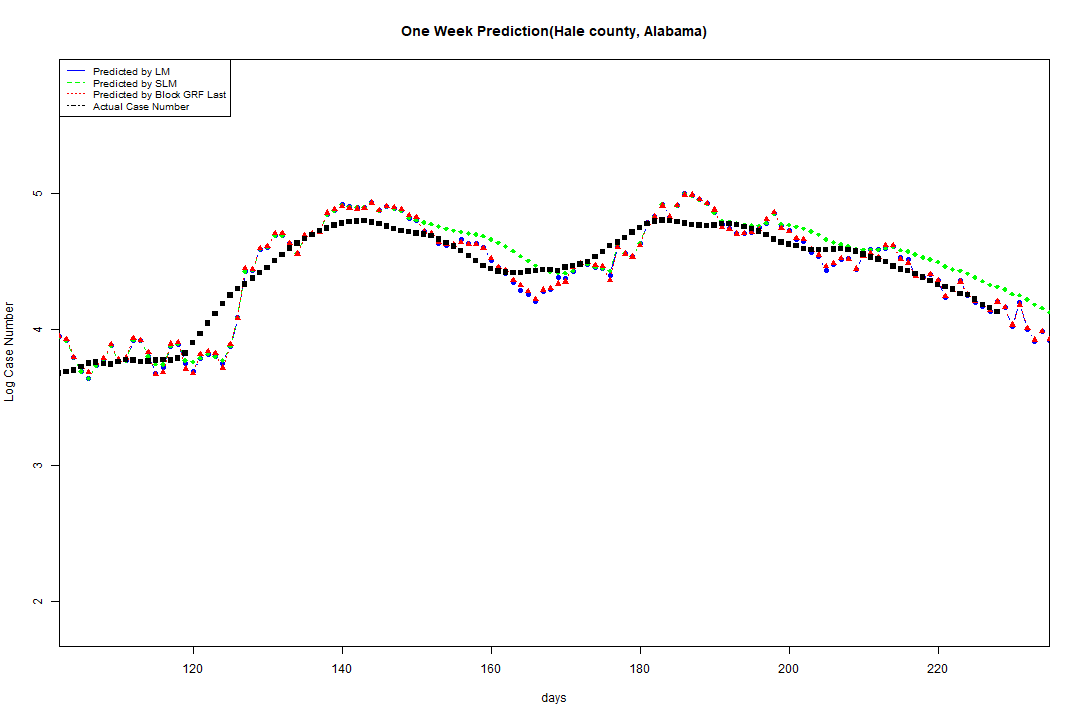 One Week Prediction(Hale county, Alabama)
Predicted by LM
Predicted by SLM
Predicted by Block GRF Last
Actual Case Number
5
4
3
2
Log Case Number
120 140 160 180 200 220
days